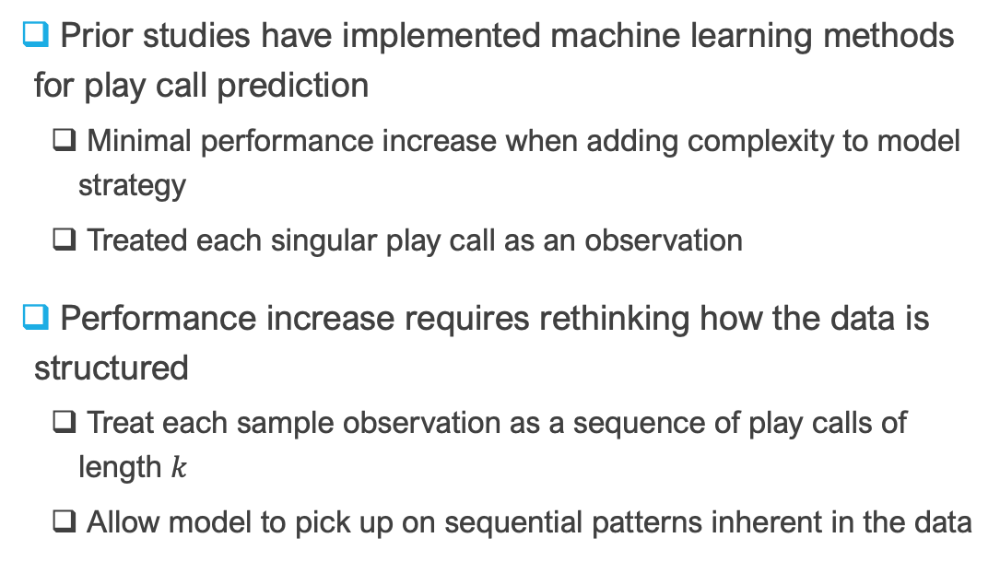 ❑ Prior studies have implemented machine learning methods
for play call prediction
❑ Minimal performance increase when adding complexity to model
strategy
❑ Treated each singular play call as an observation
❑ Performance increase requires rethinking how the data is
structured
❑ Treat each sample observation as a sequence of play calls of
length k
❑ Allow model to pick up on sequential patterns inherent in the data